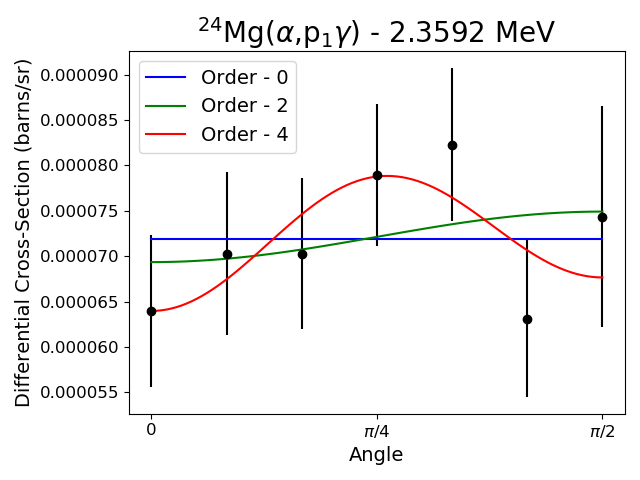 ²⁴Mg(α,p₁γ) - 2.3592 MeV
Order - 0
Order - 2
Order - 4
Differential Cross-Section (barns/sr)
0.000090
0.000085
0.000080
0.000075
0.000070
0.000065
0.000060
0.000055
0 π/4 π/2
Angle